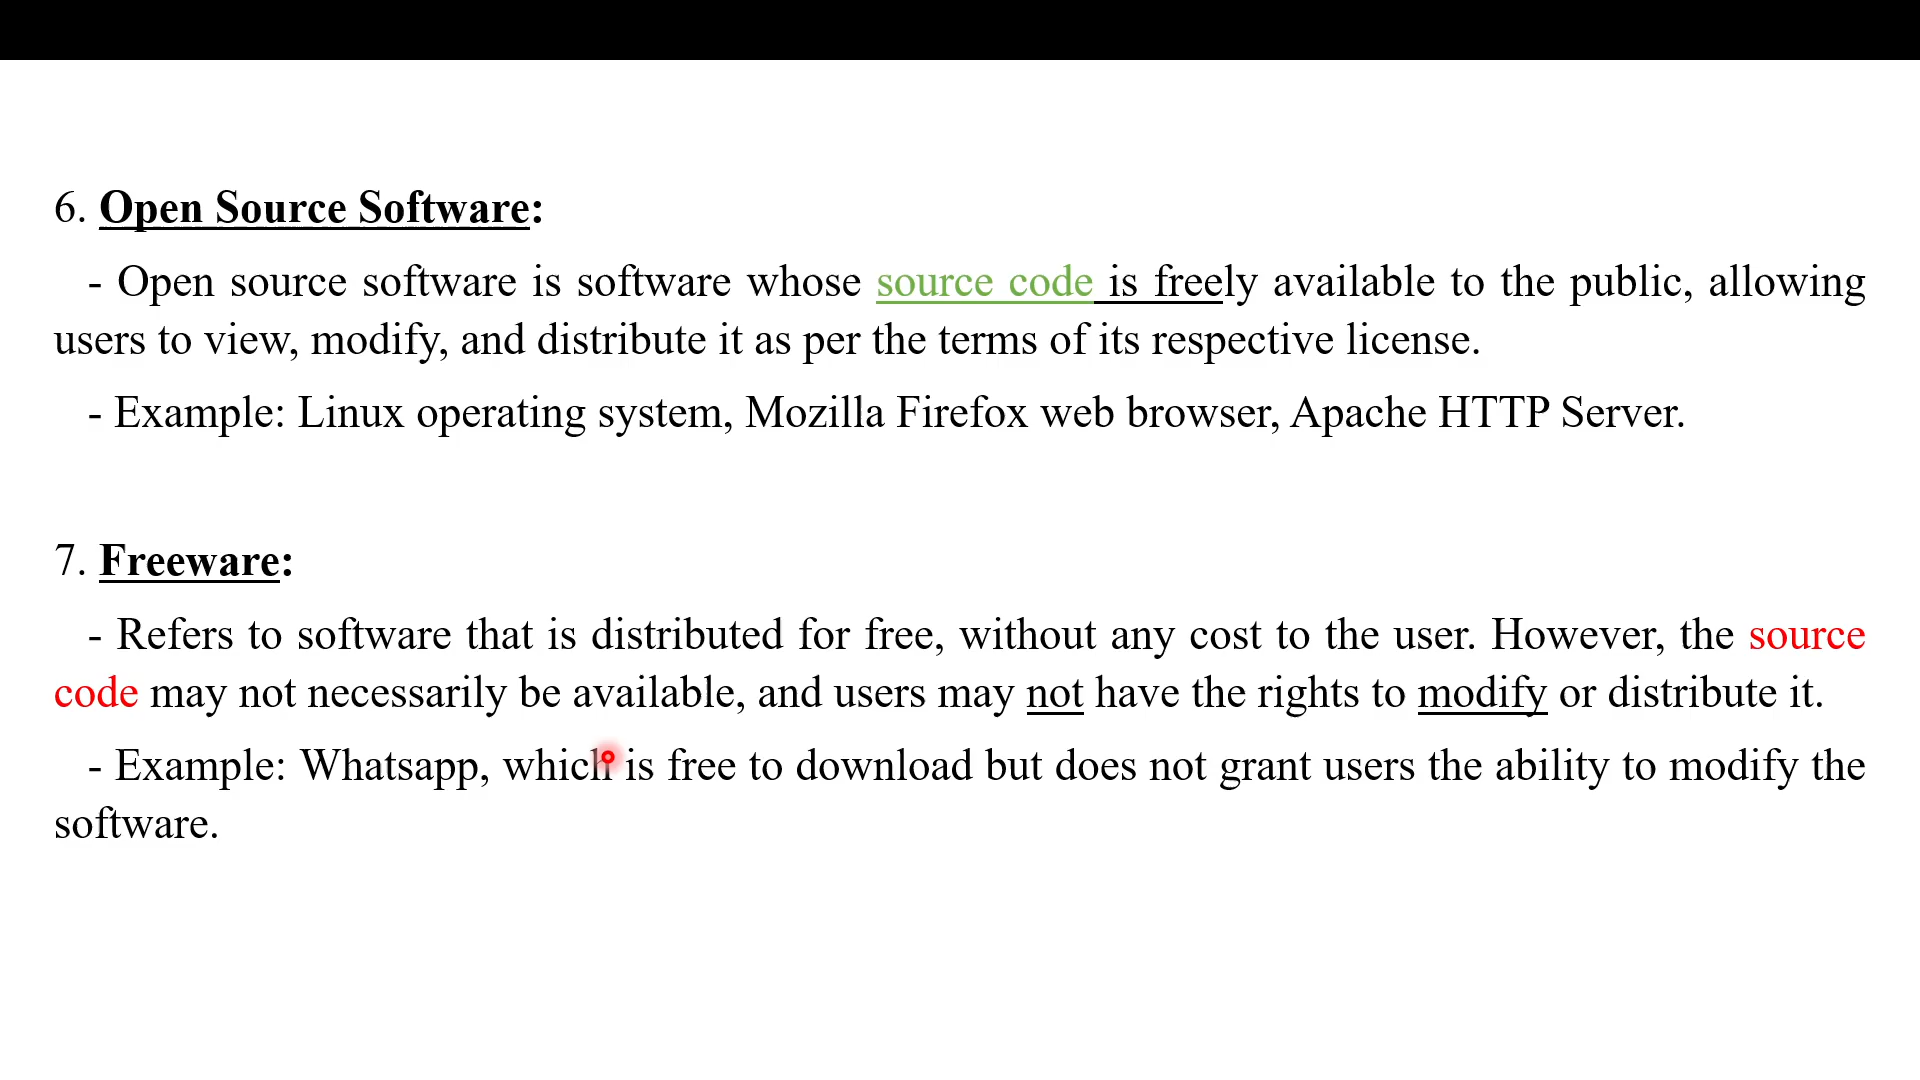 6. Open Source Software:
- Open source software is software whose source code is freely available to the public, allowing
users to view, modify, and distribute it as per the terms of its respective license.
- Example: Linux operating system, Mozilla Firefox web browser, Apache HTTP Server.
7. Freeware:
- Refers to software that is distributed for free, without any cost to the user. However, the source
code may not necessarily be available, and users may not have the rights to modify or distribute it.
- Example: Whatsapp, which is free to download but does not grant users the ability to modify the
software.